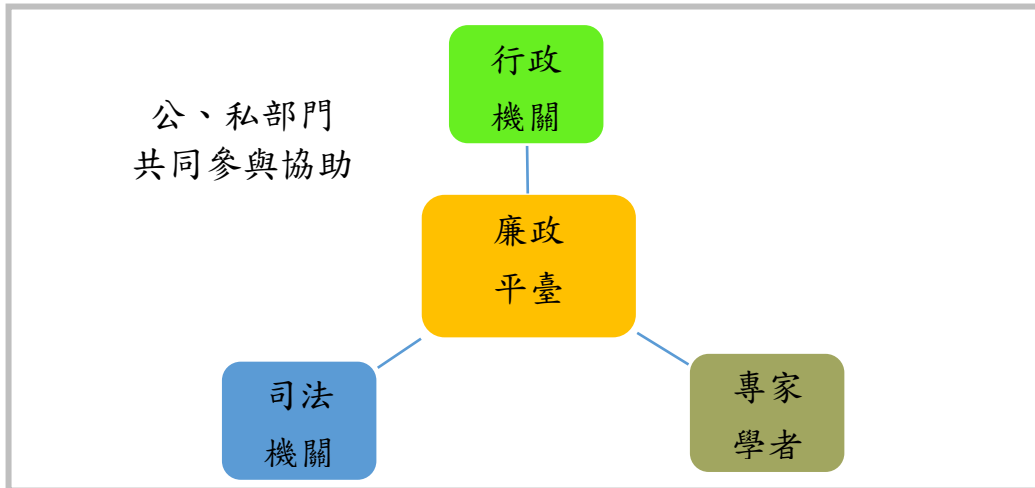 行政
機關
公、私部門
共同參與協助
廉政
平臺
司法
機關
專家
學者